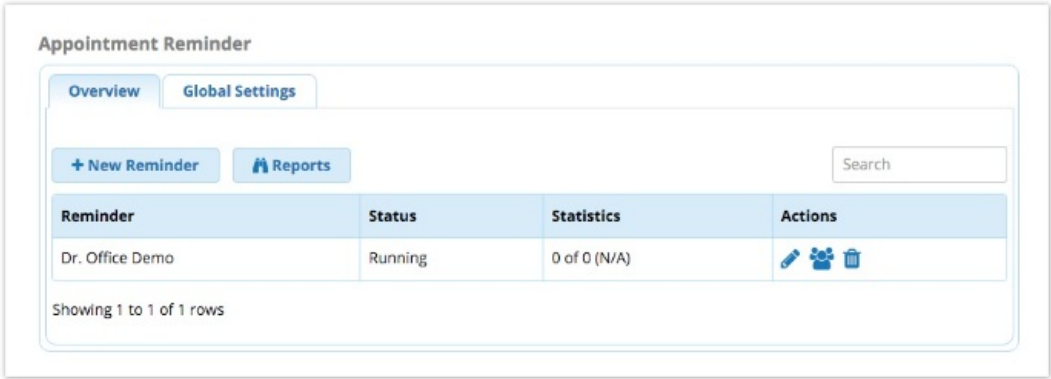 Appointment Reminder
Overview Global Settings
+ New Reminder Reports Search
Reminder Status Statistics Actions
Dr. Office Demo Running 0 of 0 (N/A)
Showing 1 to 1 of 1 rows